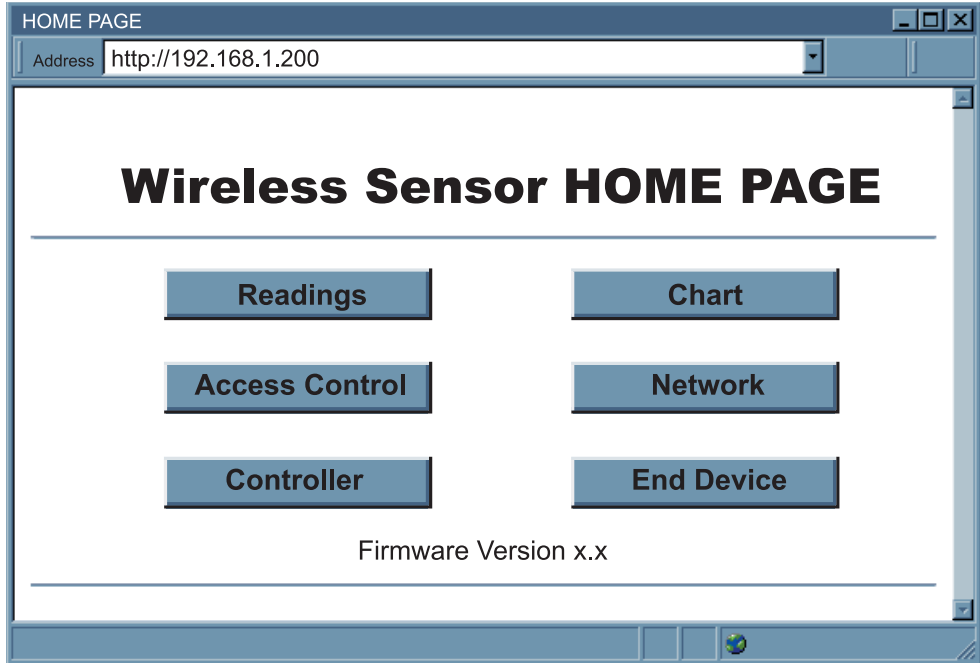 HOME PAGE
Address http://192.168.1.200
Wireless Sensor HOME PAGE
Readings Chart
Access Control Network
Controller End Device
Firmware Version x.x